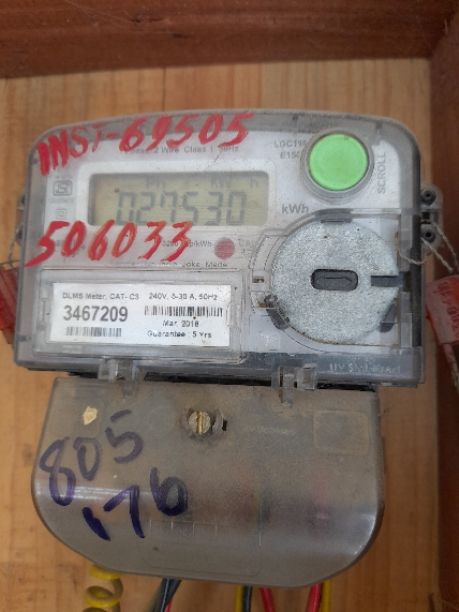 INST-69505
SCROLL
kWh
027530
506033
DLMS Meter, CAT- C3
240V, 5-30 A, 50Hz
3467209
Mar. 2018
Guarantee : 5 Yrs
805
176